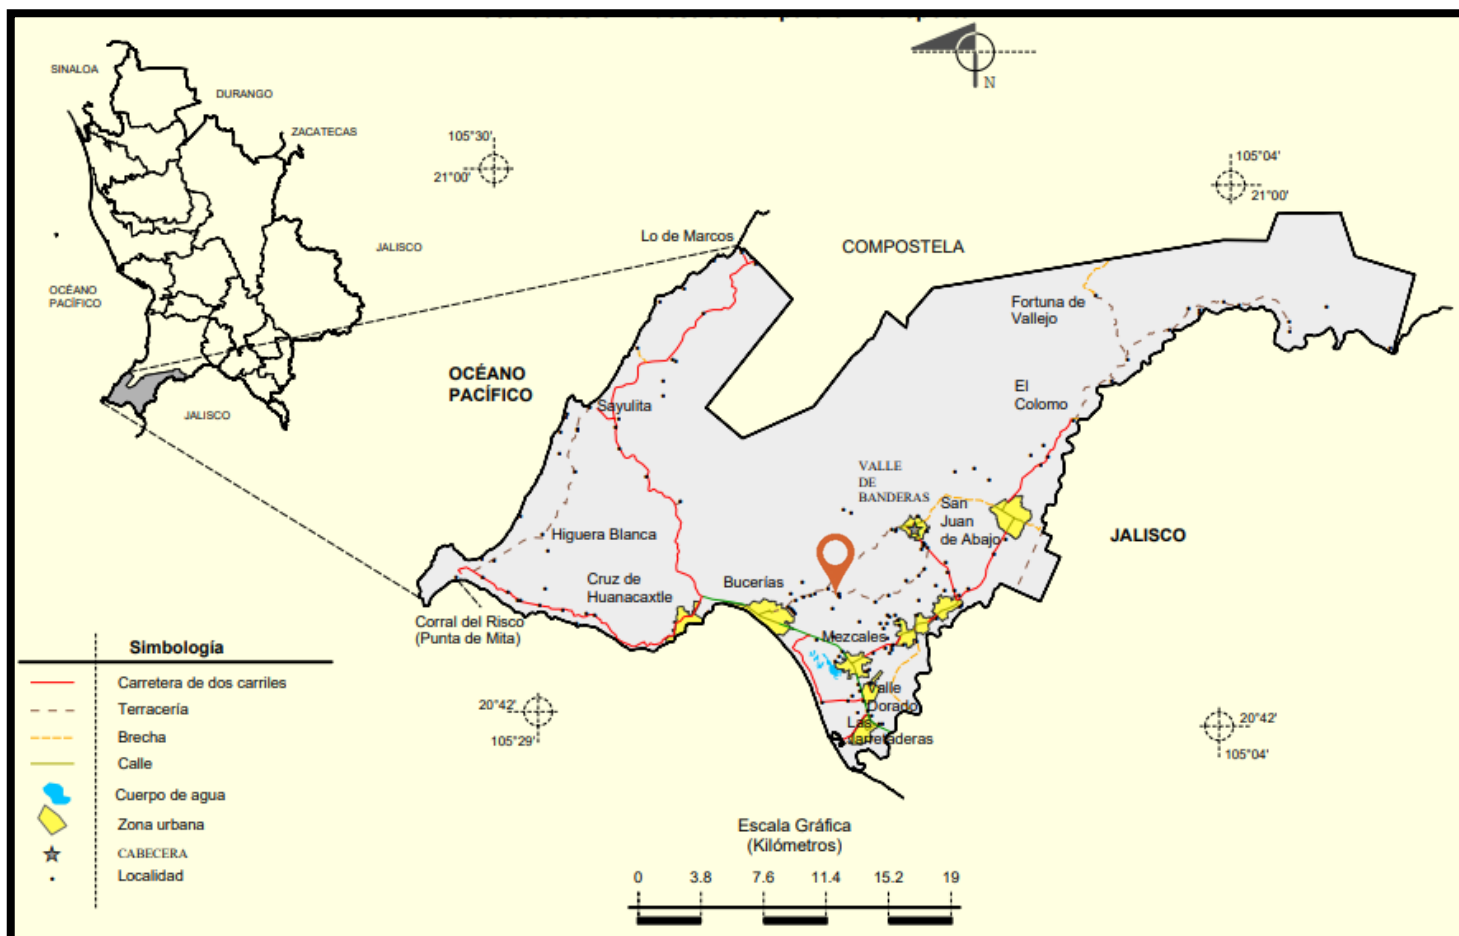 N
SINALOA
DURANGO
ZACATECAS
JALISCO
OCÉANO
PACÍFICO
JALISCO
105°30'
21°00'
105°04'
21°00'
Lo de Marcos
COMPOSTELA
Fortuna de
Vallejo
OCÉANO
PACÍFICO
El
Colomo
Sayulita
VALLE
DE
BANDERAS
San
Juan
de Abajo
JALISCO
Higuera Blanca
Cruz de
Huanacaxtle
Bucerías
Corral del Risco
(Punta de Mita)
Mezcales
Valle
Dorado
Las
Jarretaderas
20°42'
105°29'
20°42'
105°04'
Simbología
Carretera de dos carriles
Terracería
Brecha
Calle
Cuerpo de agua
Zona urbana
CABECERA
Localidad
Escala Gráfica
(Kilómetros)
0 3.8 7.6 11.4 15.2 19